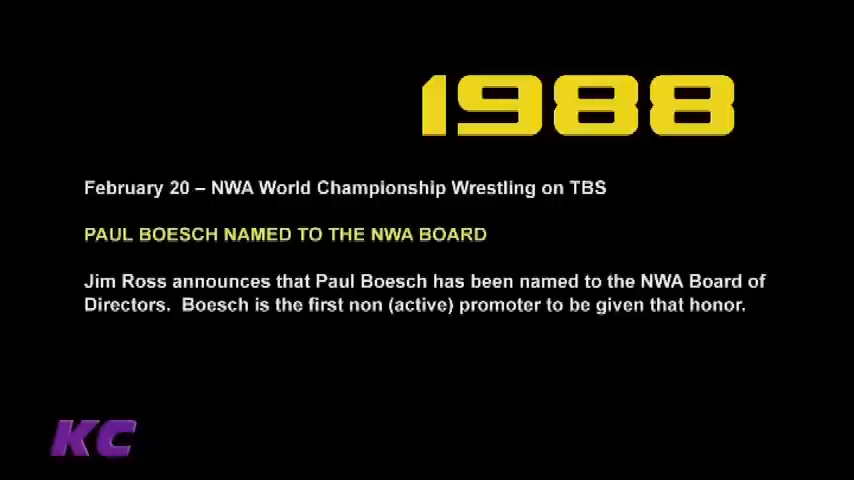 1988
February 20 – NWA World Championship Wrestling on TBS
PAUL BOESCH NAMED TO THE NWA BOARD
Jim Ross announces that Paul Boesch has been named to the NWA Board of
Directors.  Boesch is the first non (active) promoter to be given that honor.
KC